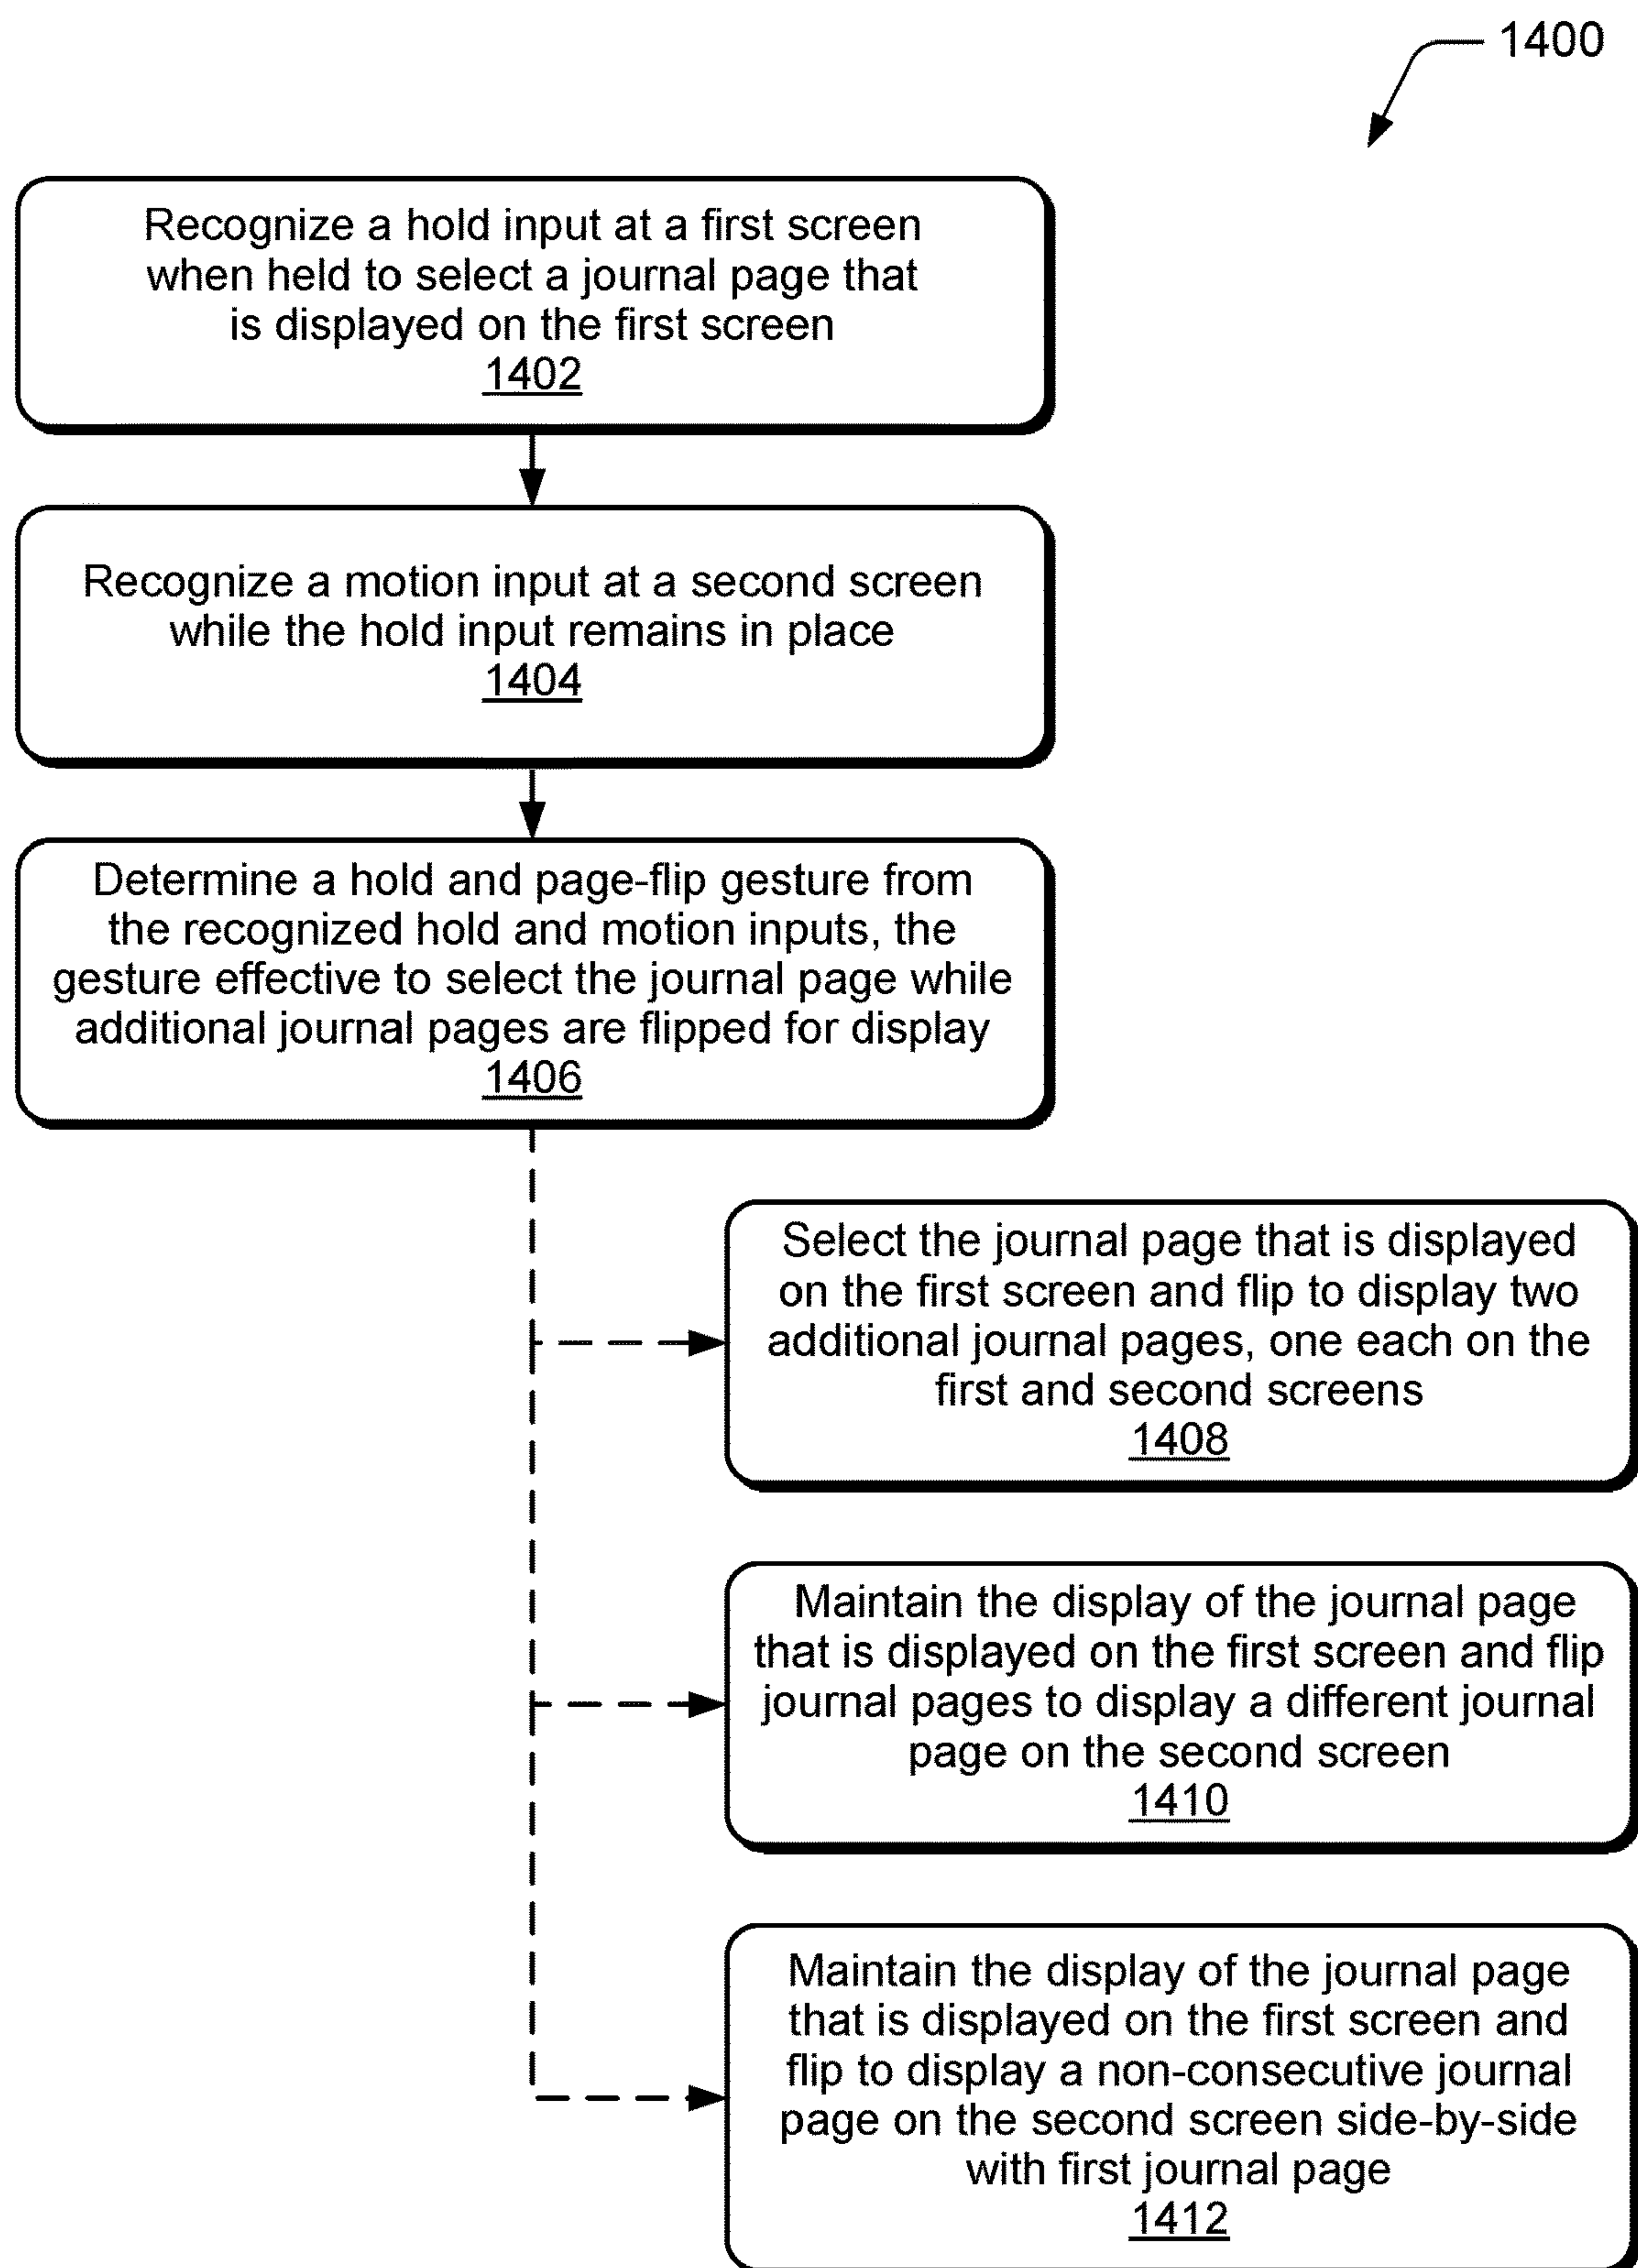 1400
Recognize a hold input at a first screen
when held to select a journal page that
is displayed on the first screen
1402
Recognize a motion input at a second screen
while the hold input remains in place
1404
Determine a hold and page-flip gesture from
the recognized hold and motion inputs, the
gesture effective to select the journal page while
additional journal pages are flipped for display
1406
Select the journal page that is displayed
on the first screen and flip to display two
additional journal pages, one each on the
first and second screens
1408
Maintain the display of the journal page
that is displayed on the first screen and flip
journal pages to display a different journal
page on the second screen
1410
Maintain the display of the journal page
that is displayed on the first screen and
flip to display a non-consecutive journal
page on the second screen side-by-side
with first journal page
1412